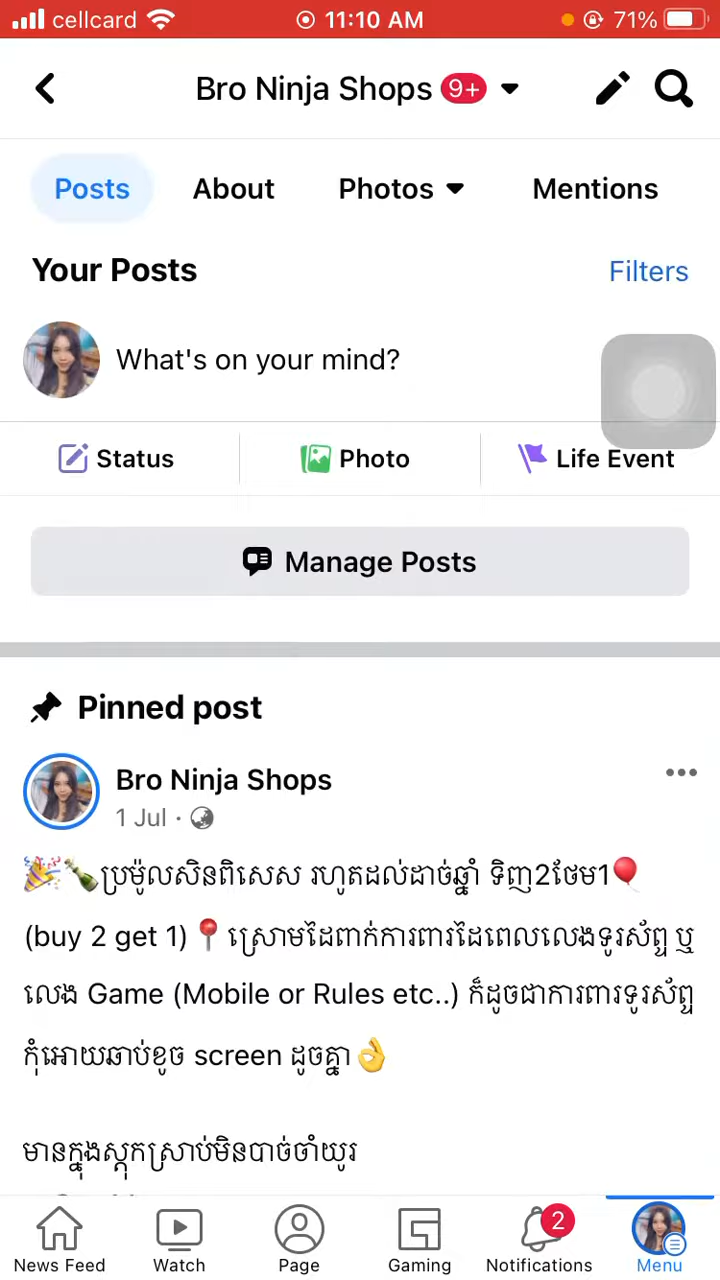 cellcard 11:10 AM 71%
Bro Ninja Shops 9+
Posts About Photos Mentions
Your Posts Filters
What's on your mind?
Status Photo Life Event
Manage Posts
Pinned post
Bro Ninja Shops
1 Jul ·
🎉🍾ប្រម៉ូលសិនពិសេស រហូតដល់ដាច់ឆ្នាំ ទិញ2ថែម1🎈
(buy 2 get 1)📍ស្រោមដៃពាក់ការពារដៃពេលលេងទូរស័ព្ទ ឬ
លេង Game (Mobile or Rules etc..) ក៏ដូចជាការពារទូរស័ព្ទ
កុំអោយឆាប់ខូច screen ដូចគ្នា👌
មានក្នុងស្តុកស្រាប់មិនបាច់ចាំយូរ
2
News Feed Watch Page Gaming Notifications Menu